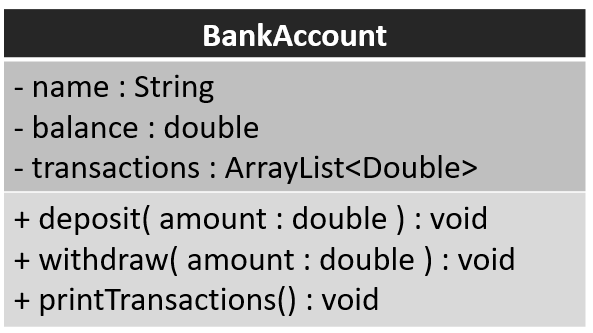 BankAccount
- name : String
- balance : double
- transactions : ArrayList<Double>
+ deposit( amount : double ) : void
+ withdraw( amount : double ) : void
+ printTransactions() : void